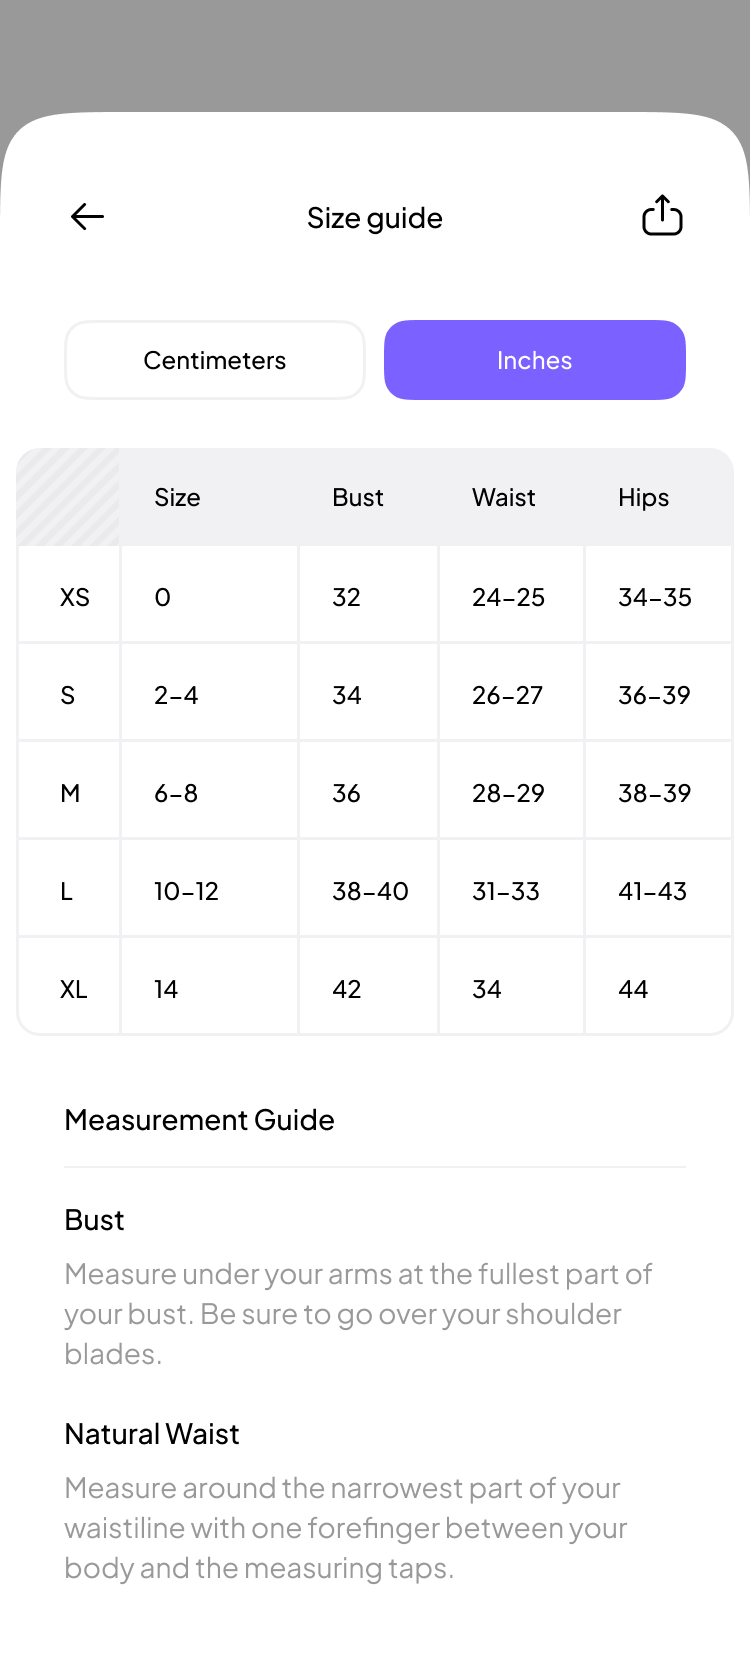 Size guide
Centimeters Inches
Size Bust Waist Hips
XS 0 32 24–25 34–35
S 2–4 34 26–27 36–39
M 6–8 36 28–29 38–39
L 10–12 38–40 31–33 41–43
XL 14 42 34 44
Measurement Guide
Bust
Measure under your arms at the fullest part of
your bust. Be sure to go over your shoulder
blades.
Natural Waist
Measure around the narrowest part of your
waistiline with one forefinger between your
body and the measuring taps.